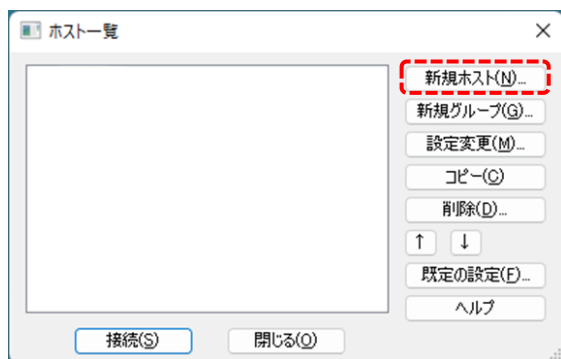 ホスト一覧
新規ホスト(N)...
新規グループ(G)...
設定変更(M)...
コピー(C)
削除(D)...
↑ ↓
既定の設定(F)...
ヘルプ
接続(S) 閉じる(O)